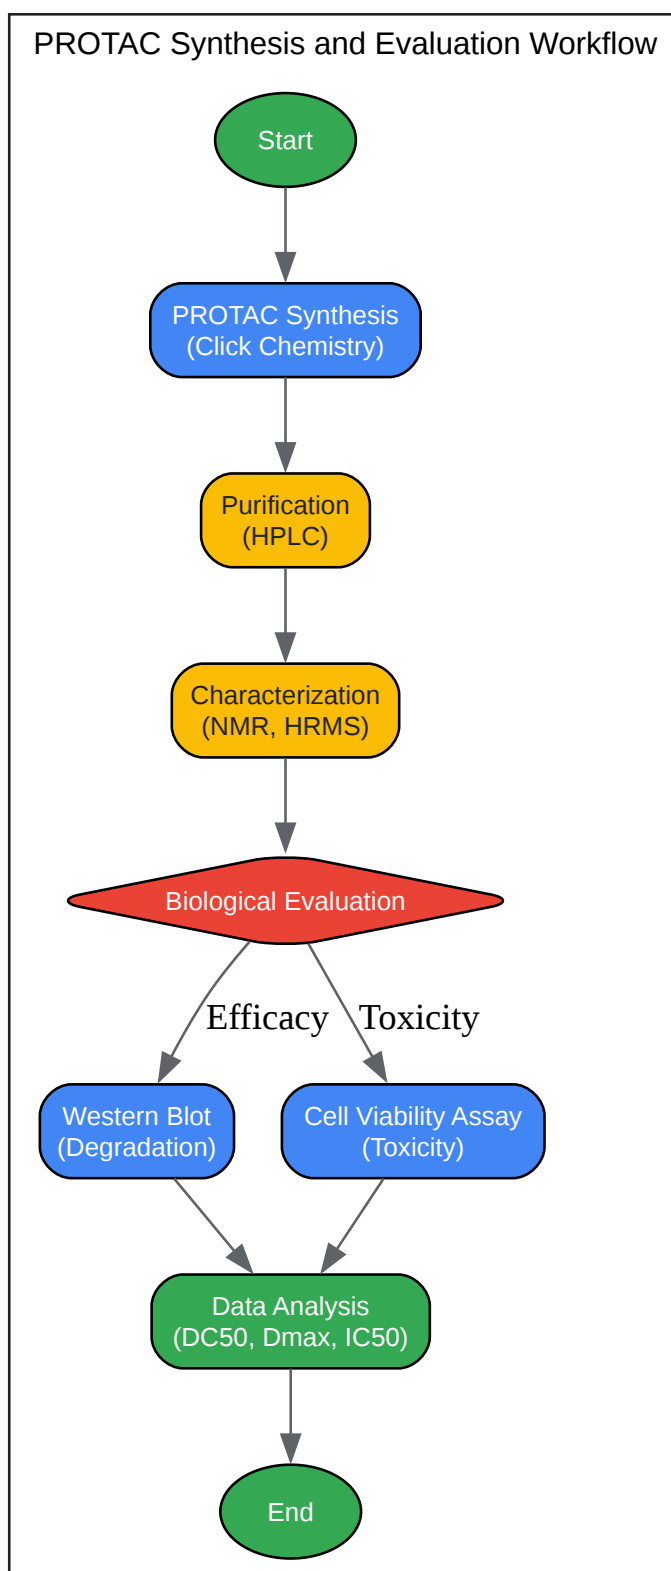 PROTAC Synthesis and Evaluation Workflow
Start
PROTAC Synthesis
(Click Chemistry)
Purification
(HPLC)
Characterization
(NMR, HRMS)
Biological Evaluation
Efficacy
Toxicity
Western Blot
(Degradation)
Cell Viability Assay
(Toxicity)
Data Analysis
(DC50, Dmax, IC50)
End